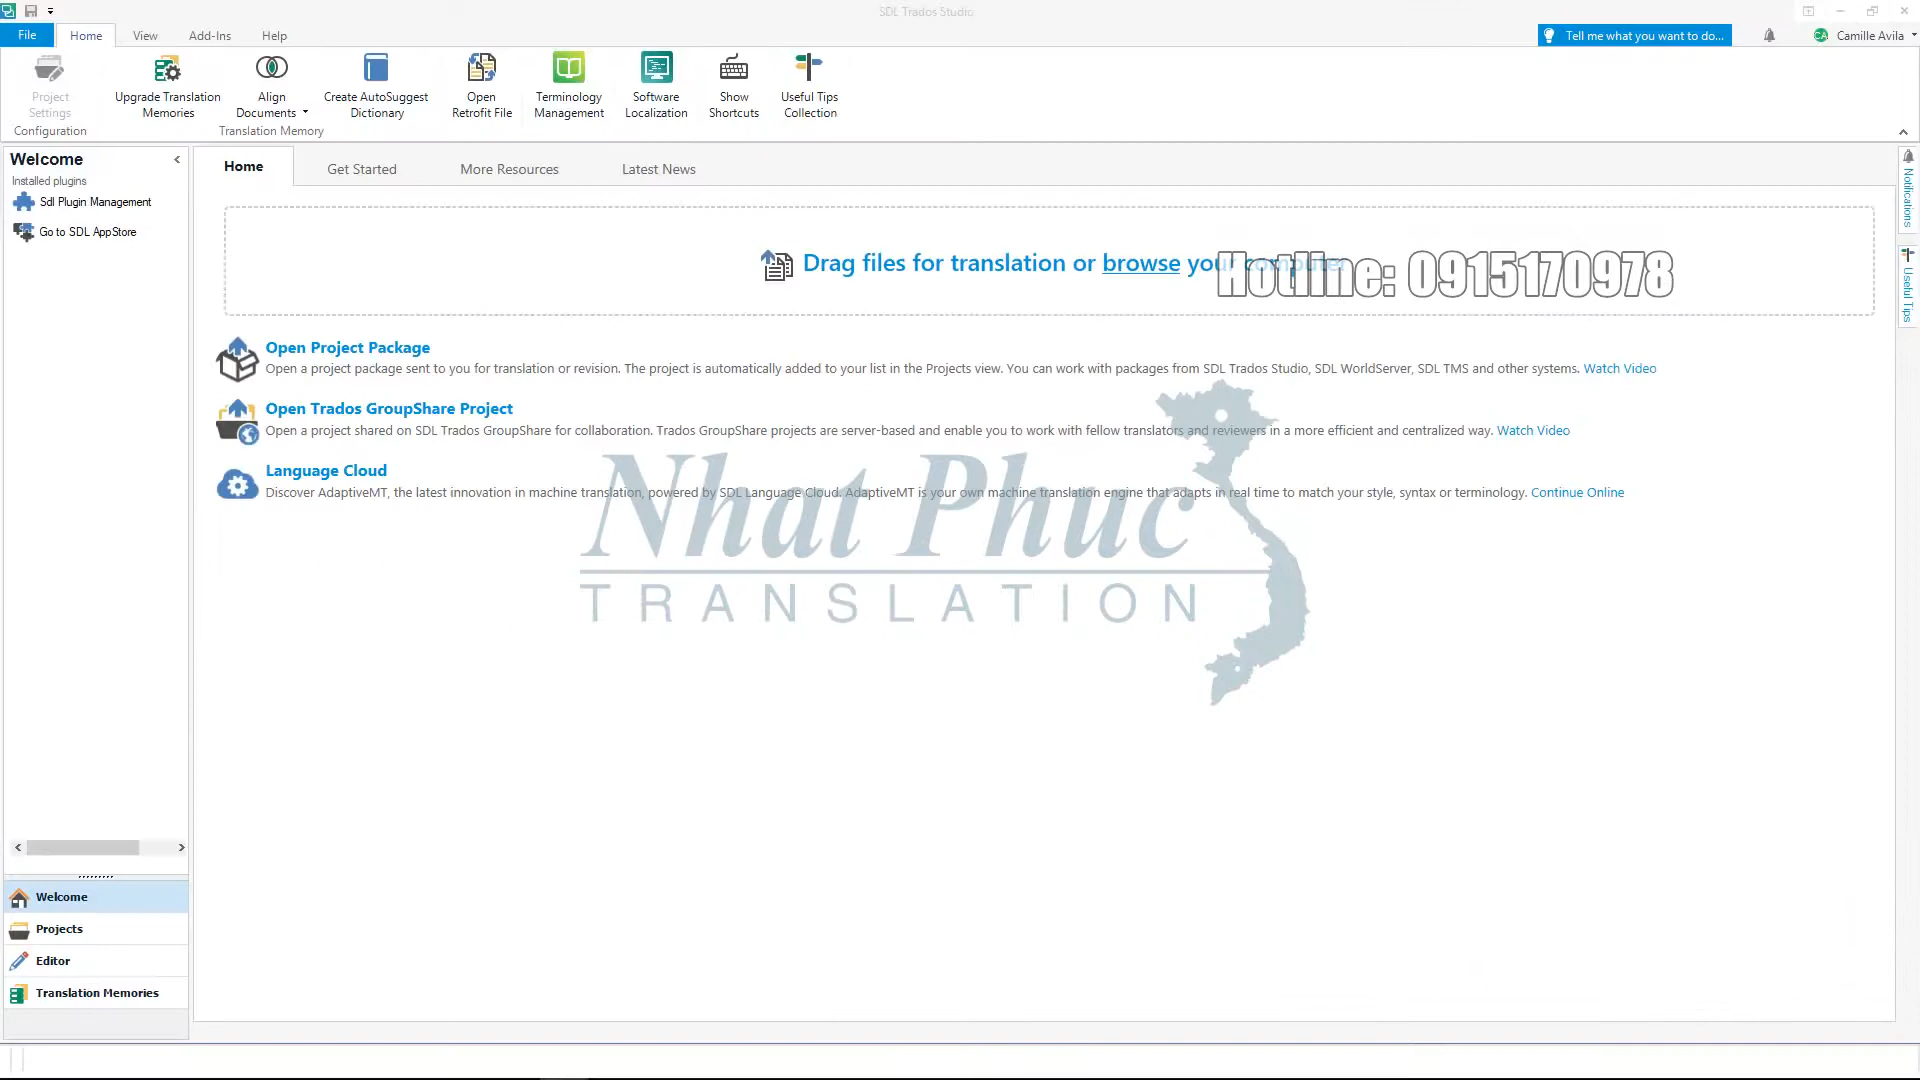 SDL Trados Studio
File Home View Add-Ins Help
Tell me what you want to do...
CA Camille Avila
Project Settings
Upgrade Translation Memories
Align Documents
Create AutoSuggest Dictionary
Open Retrofit File
Terminology Management
Software Localization
Show Shortcuts
Useful Tips Collection
Configuration
Translation Memory
Welcome
Installed plugins
Sdl Plugin Management
Go to SDL AppStore
Home Get Started More Resources Latest News
Drag files for translation or browse your computer
Hotline: 0915170978
Open Project Package
Open a project package sent to you for translation or revision. The project is automatically added to your list in the Projects view. You can work with packages from SDL Trados Studio, SDL WorldServer, SDL TMS and other systems. Watch Video
Open Trados GroupShare Project
Open a project shared on SDL Trados GroupShare for collaboration. Trados GroupShare projects are server-based and enable you to work with fellow translators and reviewers in a more efficient and centralized way. Watch Video
Language Cloud
Discover AdaptiveMT, the latest innovation in machine translation, powered by SDL Language Cloud. AdaptiveMT is your own machine translation engine that adapts in real time to match your style, syntax or terminology. Continue Online
Nhat Phuc
TRANSLATION
Notifications
Useful Tips
Welcome
Projects
Editor
Translation Memories